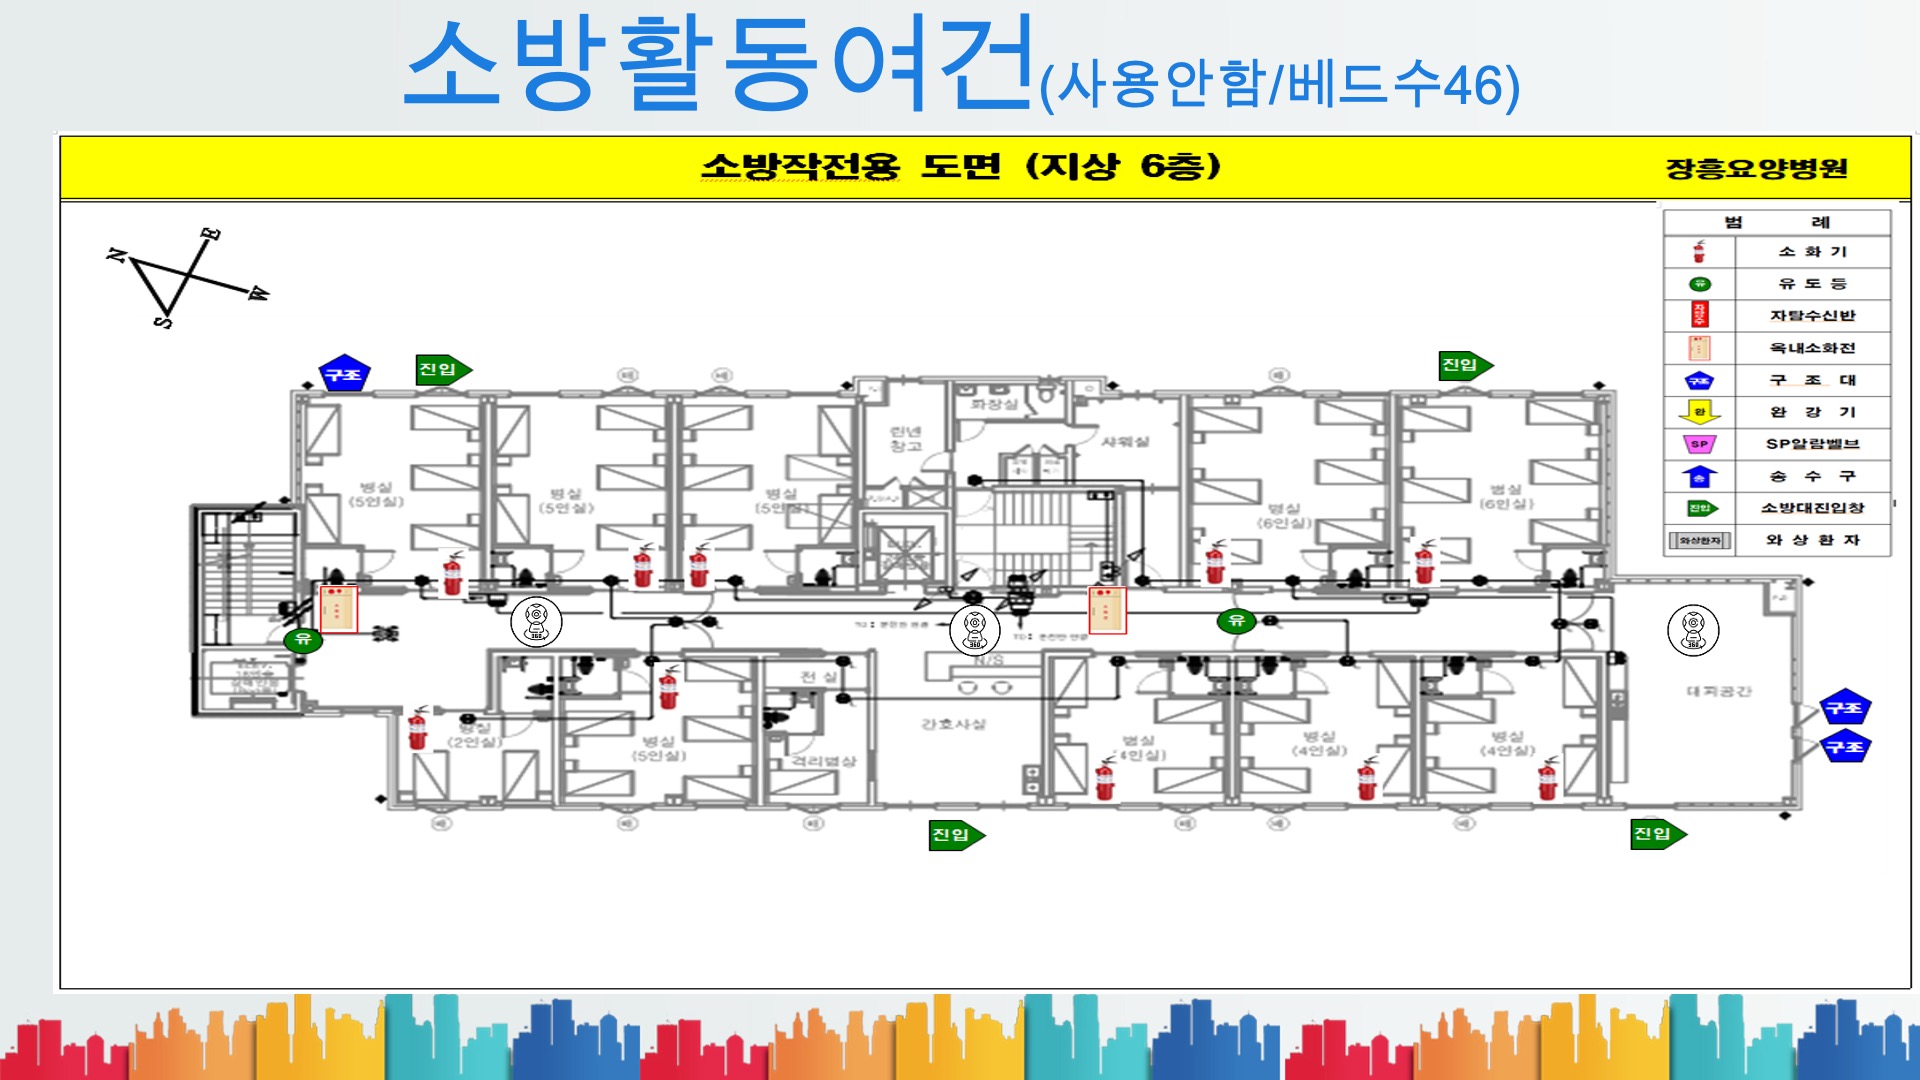 소방활동여건(사용안함/베드수46)
소방작전용 도면 (지상 6층)
장흥요양병원
범 례
소 화 기
유 유 도 등
자탐수신반
옥내소화전
구조 구 조 대
완 완 강 기
SP SP알람벨브
송 송 수 구
진입 소방대진입창
와상환자 와 상 환 자
N E
S W
구조 진입 진입
화장실
린넨
창고
샤워실
병실
(5인실)
병실
(5인실)
병실
(5인실)
병실
(6인실)
병실
(6인실)
유 유
360 360 360
N/S
전 실
대피공간
구조
구조
간호사실
병실
(2인실)
병실
(5인실)
격리병상
병실
4인실)
병실
(4인실)
병실
(4인실)
진입 진입